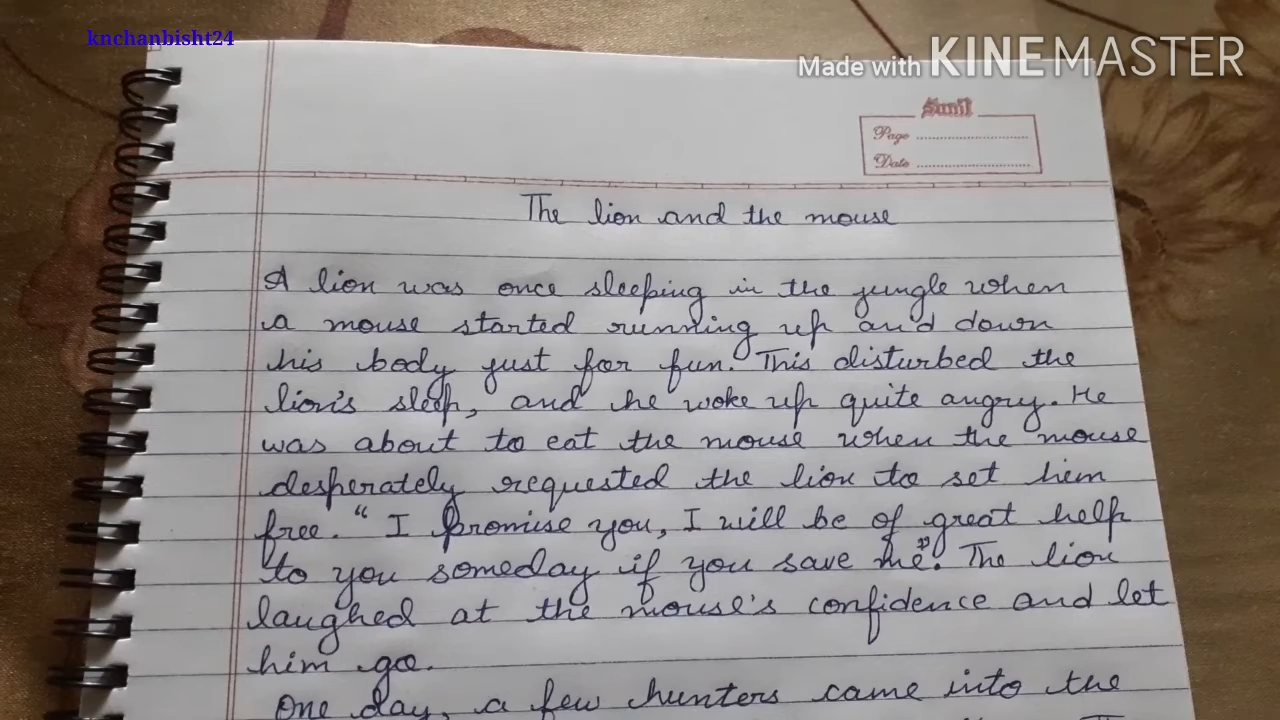 knchanbisht24
Made with KINEMASTER
Sunil
Page
Date
The lion and the mouse
A lion was once sleeping in the jungle when
a mouse started running up and down
his body just for fun. This disturbed the
lion's sleep, and he woke up quite angry. He
was about to eat the mouse when the mouse
desperately requested the lion to set him
free. “ I promise you, I will be of great help
to you someday if you save me”. The lion
laughed at the mouse's confidence and let
him go.
One day, a few hunters came into the